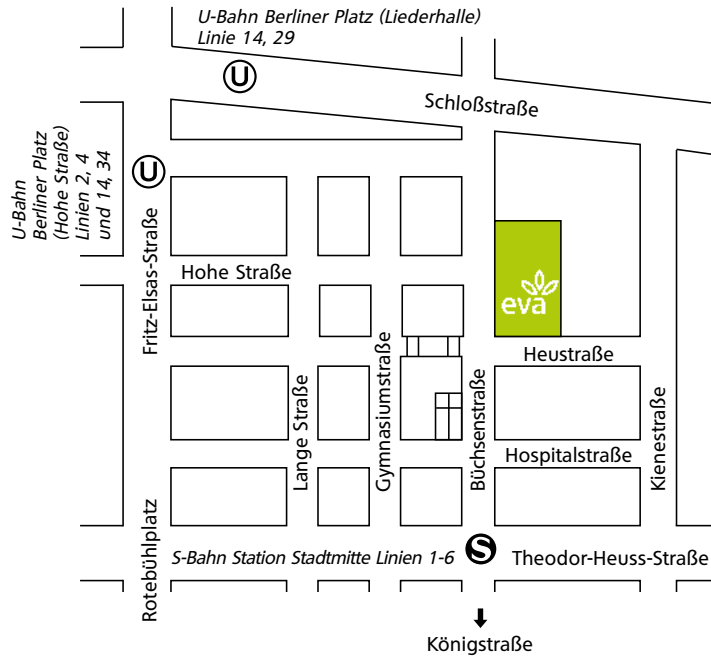 U-Bahn Berliner Platz (Liederhalle)
Linie 14, 29
U
Schloßstraße
U-Bahn
Berliner Platz
(Hohe Straße)
Linien 2, 4
und 14, 34
U
Fritz-Elsas-Straße
Hohe Straße
eva
Heustraße
Lange Straße
Gymnasiumstraße
Büchsenstraße
Hospitalstraße
Kienestraße
Rotebühlplatz
S-Bahn Station Stadtmitte Linien 1-6
S
Theodor-Heuss-Straße
Königstraße